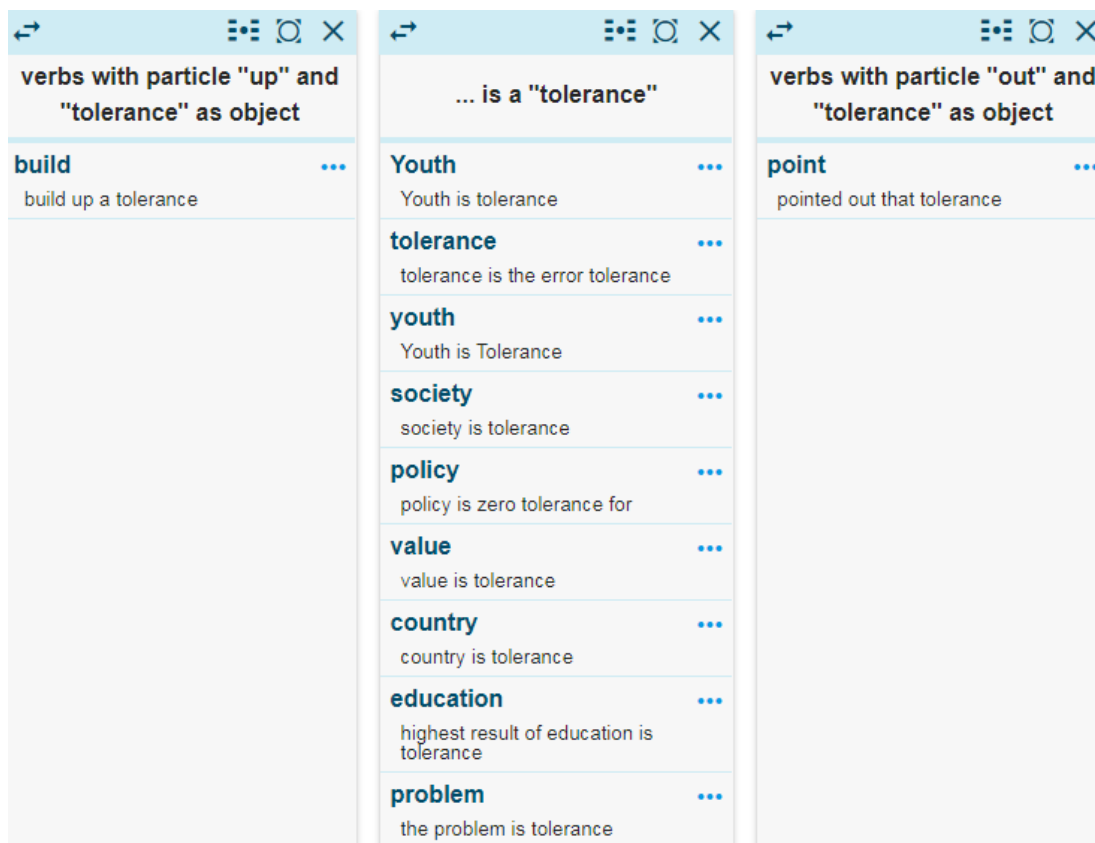 verbs with particle "up" and
"tolerance" as object
build
build up a tolerance
... is a "tolerance"
Youth
Youth is tolerance
tolerance
tolerance is the error tolerance
youth
Youth is Tolerance
society
society is tolerance
policy
policy is zero tolerance for
value
value is tolerance
country
country is tolerance
education
highest result of education is
tolerance
problem
the problem is tolerance
verbs with particle "out" and
"tolerance" as object
point
pointed out that tolerance